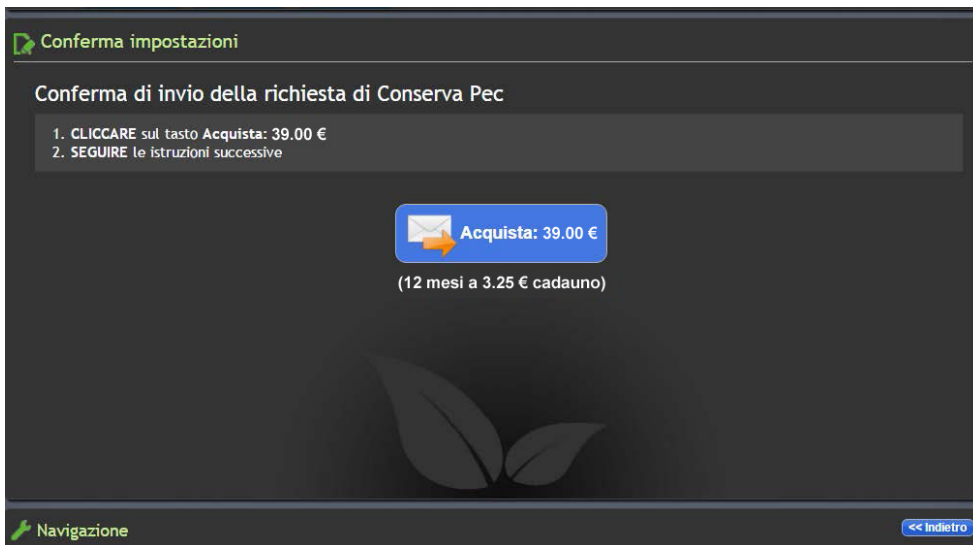 Conferma impostazioni
Conferma di invio della richiesta di Conserva Pec
1. CLICCARE sul tasto Acquista: 39.00 €
2. SEGUIRE le istruzioni successive
Acquista: 39.00 €
(12 mesi a 3.25 € cadauno)
Navigazione
<< Indietro